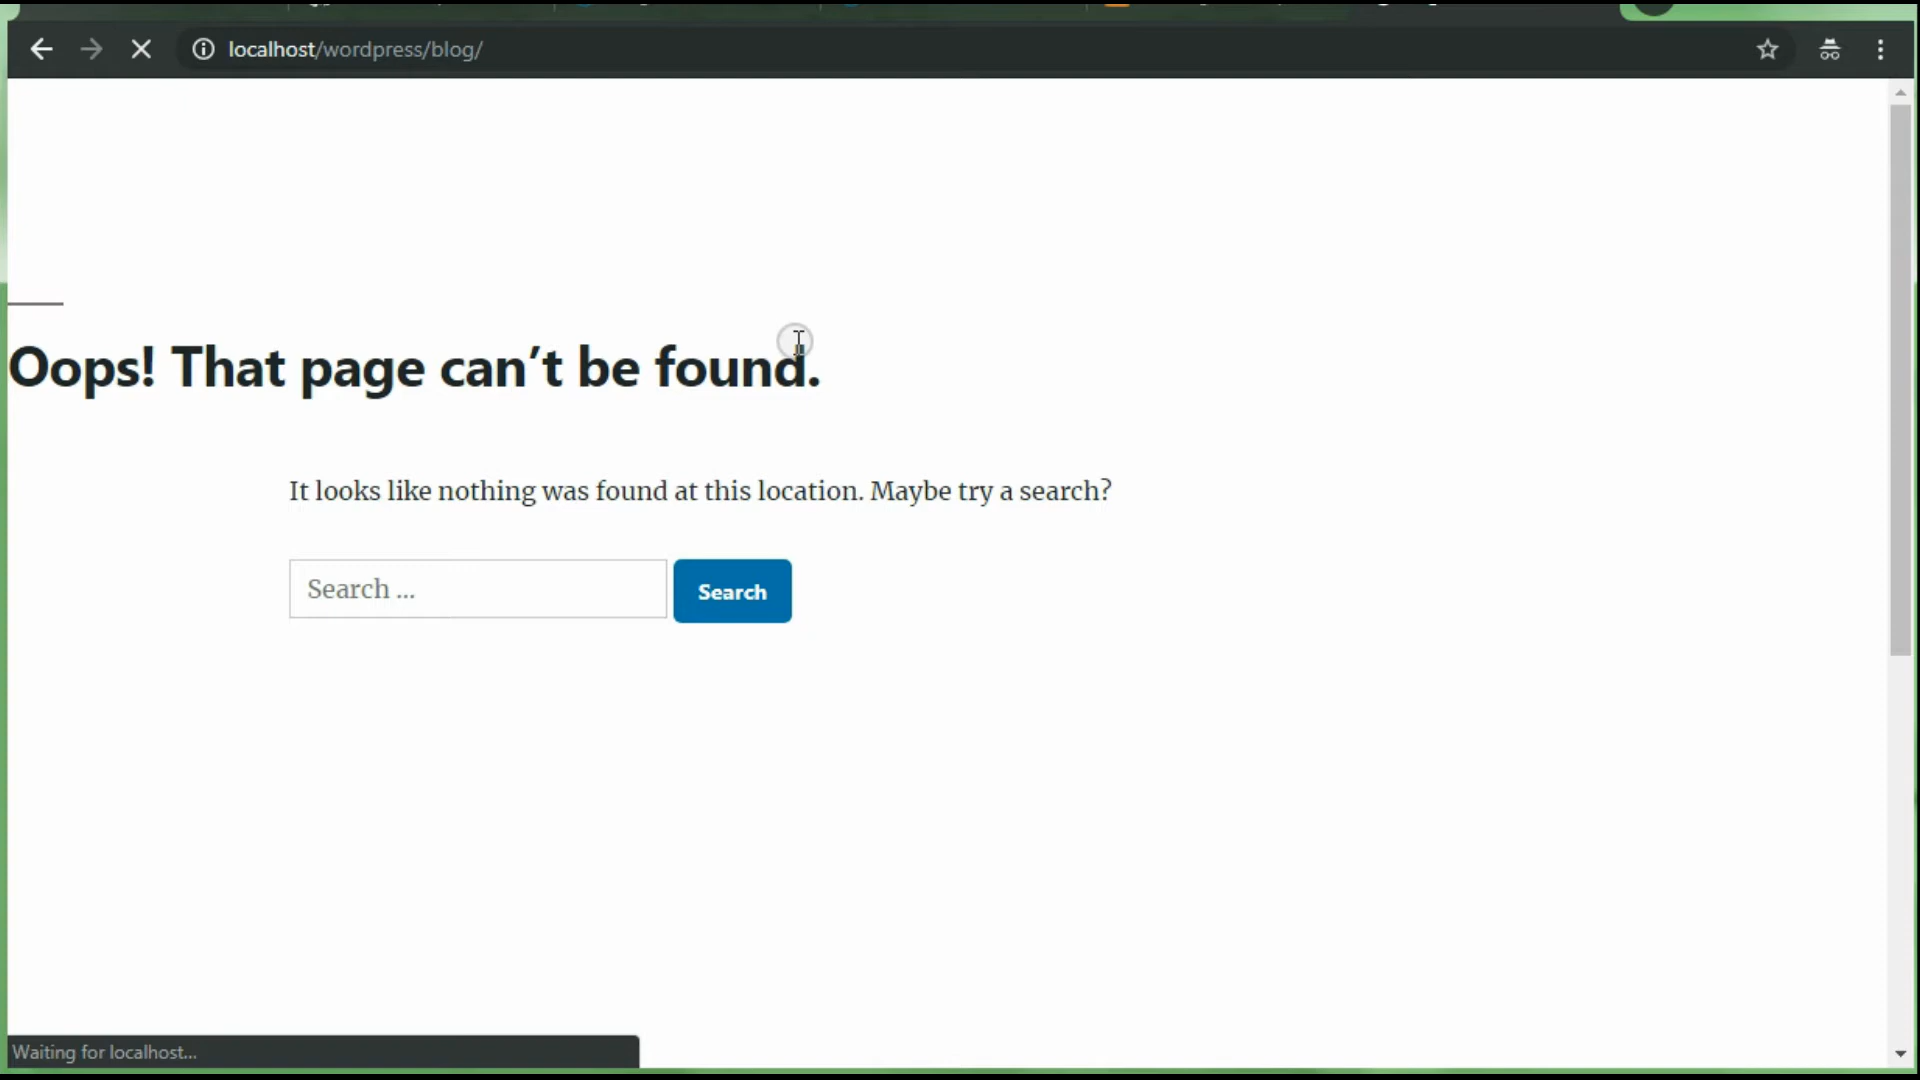 localhost/wordpress/blog/
Oops! That page can’t be found.
It looks like nothing was found at this location. Maybe try a search?
Search ...
Search
Waiting for localhost...